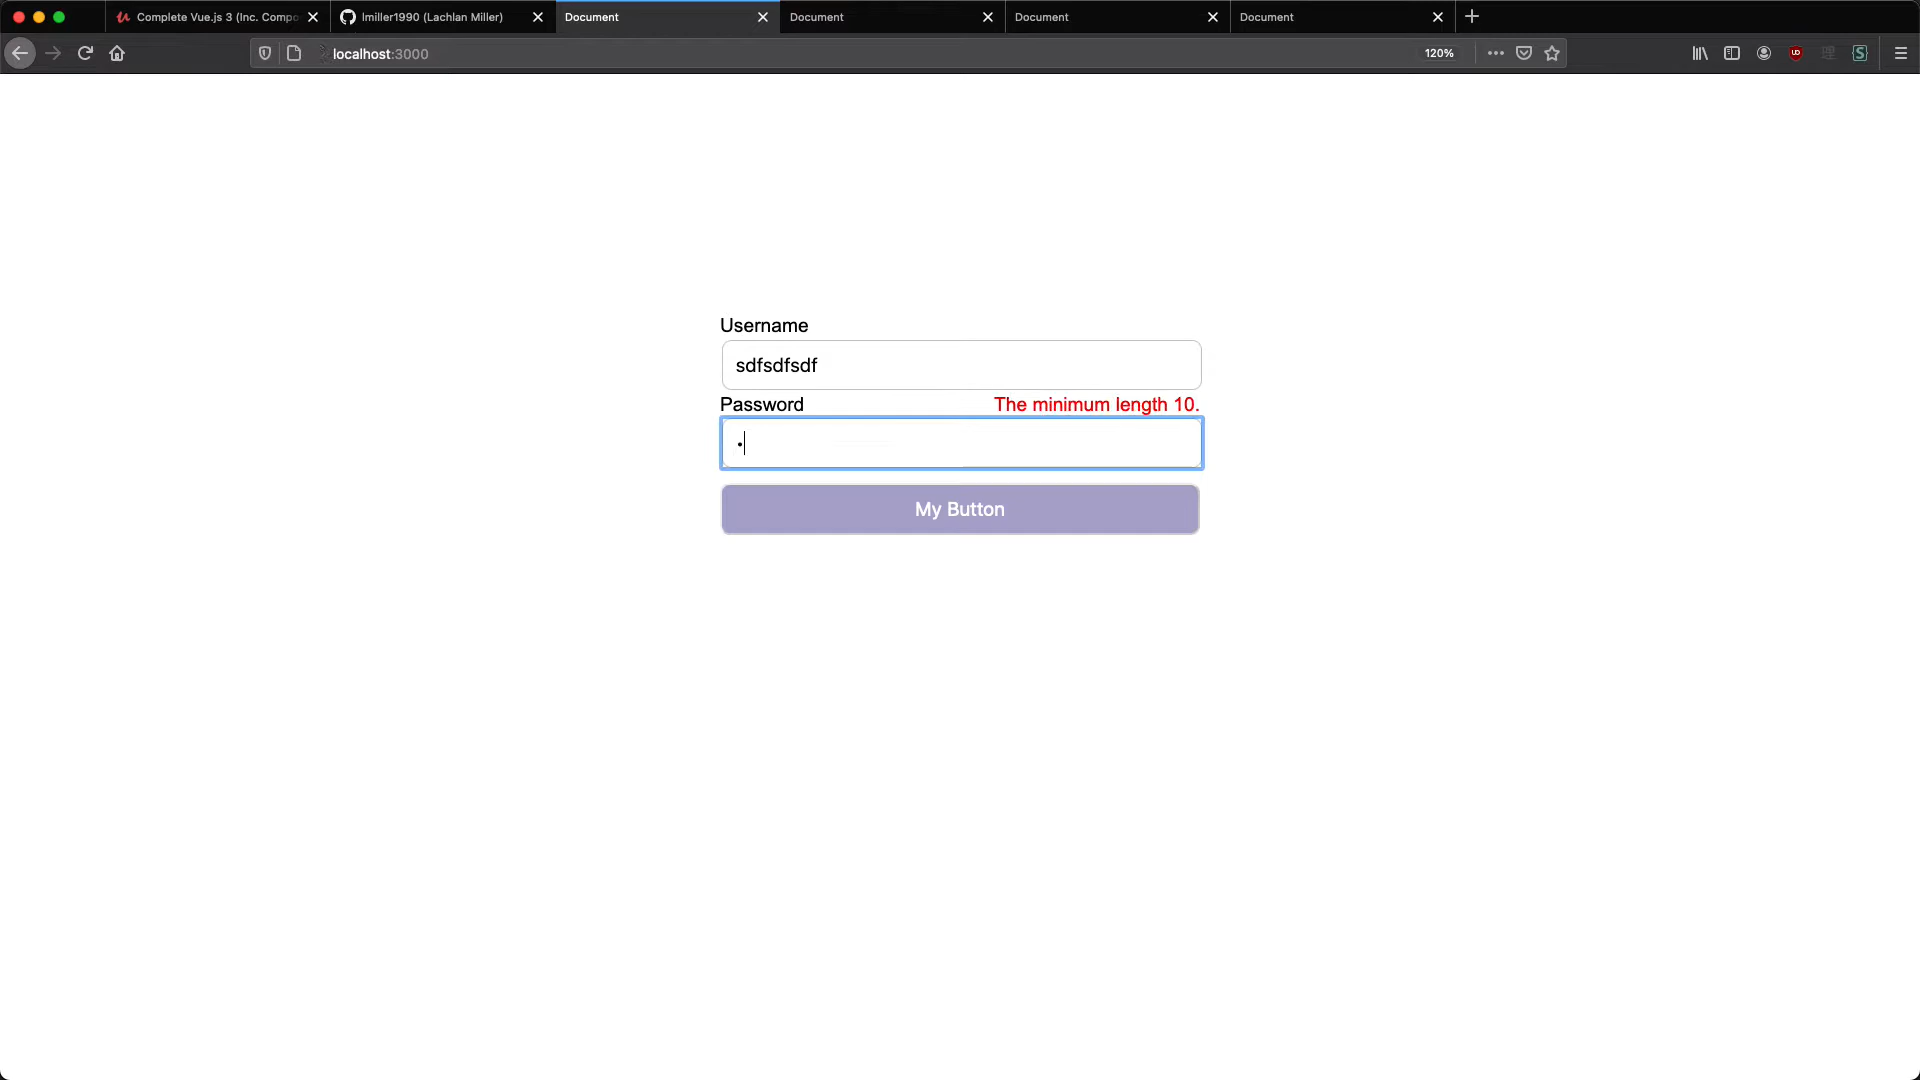 Complete Vue.js 3 (Inc. Compo
lmiller1990 (Lachlan Miller)
Document
Document
Document
Document
localhost:3000
120%
Username
sdfsdfsdf
Password
The minimum length 10.
•
My Button